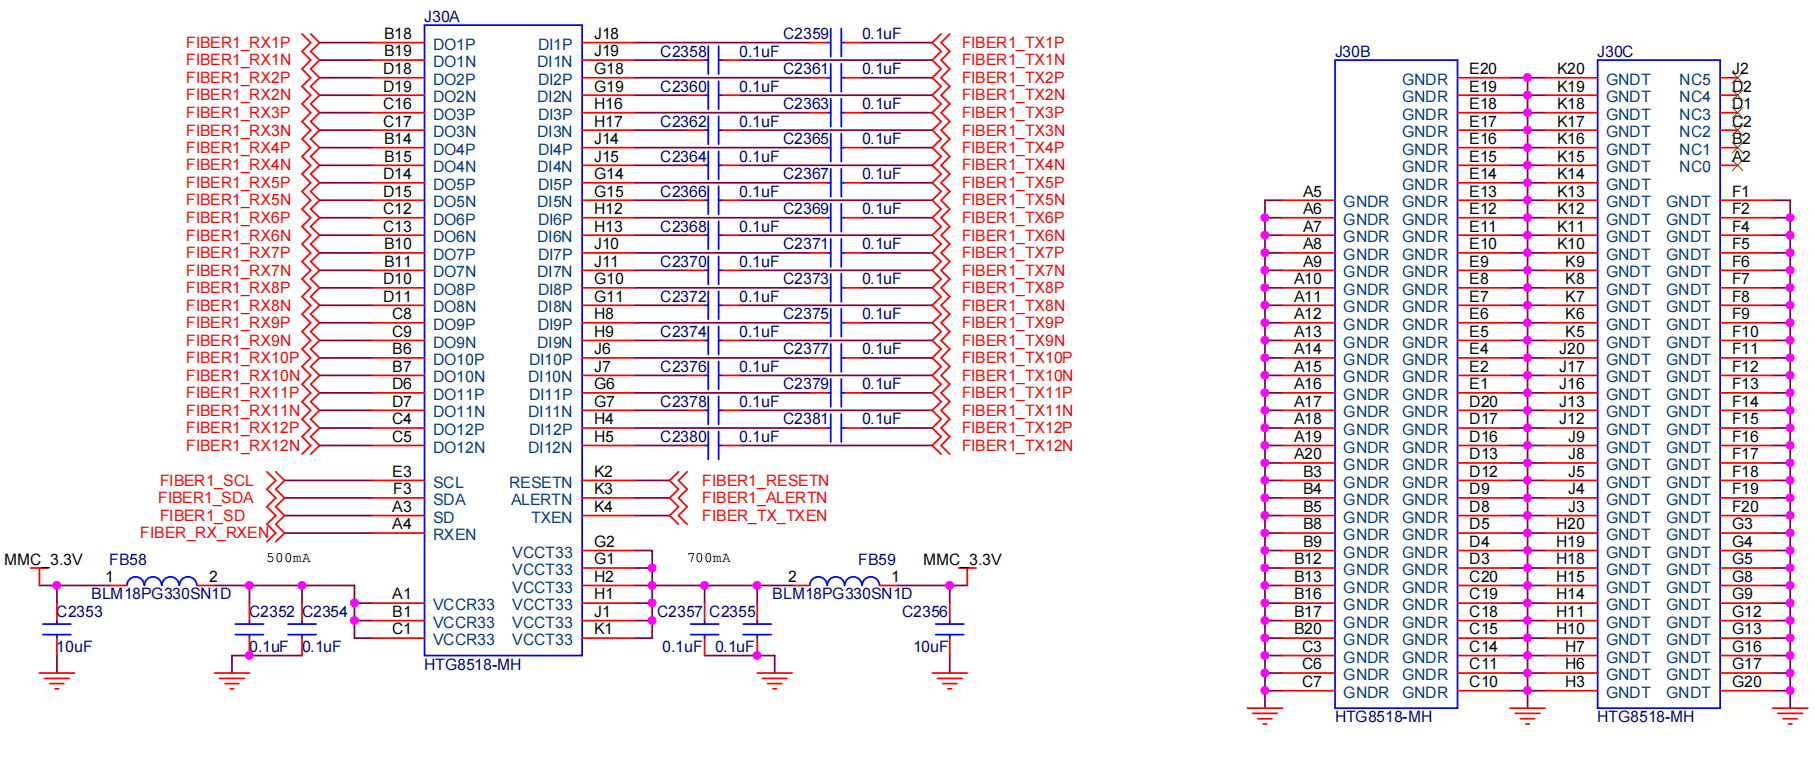 J30A
FIBER1_RX1P B18 DO1P DI1P J18 C2359 0.1uF FIBER1_TX1P
FIBER1_RX1N B19 DO1N DI1N J19 C2358 0.1uF FIBER1_TX1N
FIBER1_RX2P D18 DO2P DI2P G18 C2361 0.1uF FIBER1_TX2P
FIBER1_RX2N D19 DO2N DI2N G19 C2360 0.1uF FIBER1_TX2N
FIBER1_RX3P C16 DO3P DI3P H16 C2363 0.1uF FIBER1_TX3P
FIBER1_RX3N C17 DO3N DI3N H17 C2362 0.1uF FIBER1_TX3N
FIBER1_RX4P B14 DO4P DI4P J14 C2365 0.1uF FIBER1_TX4P
FIBER1_RX4N B15 DO4N DI4N J15 C2364 0.1uF FIBER1_TX4N
FIBER1_RX5P D14 DO5P DI5P G14 C2367 0.1uF FIBER1_TX5P
FIBER1_RX5N D15 DO5N DI5N G15 C2366 0.1uF FIBER1_TX5N
FIBER1_RX6P C12 DO6P DI6P H12 C2369 0.1uF FIBER1_TX6P
FIBER1_RX6N C13 DO6N DI6N H13 C2368 0.1uF FIBER1_TX6N
FIBER1_RX7P B10 DO7P DI7P J10 C2371 0.1uF FIBER1_TX7P
FIBER1_RX7N B11 DO7N DI7N J11 C2370 0.1uF FIBER1_TX7N
FIBER1_RX8P D10 DO8P DI8P G10 C2373 0.1uF FIBER1_TX8P
FIBER1_RX8N D11 DO8N DI8N G11 C2372 0.1uF FIBER1_TX8N
FIBER1_RX9P C8 DO9P DI9P H8 C2375 0.1uF FIBER1_TX9P
FIBER1_RX9N C9 DO9N DI9N H9 C2374 0.1uF FIBER1_TX9N
FIBER1_RX10P B6 DO10P DI10P J6 C2377 0.1uF FIBER1_TX10P
FIBER1_RX10N B7 DO10N DI10N J7 C2376 0.1uF FIBER1_TX10N
FIBER1_RX11P D6 DO11P DI11P G6 C2379 0.1uF FIBER1_TX11P
FIBER1_RX11N D7 DO11N DI11N G7 C2378 0.1uF FIBER1_TX11N
FIBER1_RX12P C4 DO12P DI12P H4 C2381 0.1uF FIBER1_TX12P
FIBER1_RX12N C5 DO12N DI12N H5 C2380 0.1uF FIBER1_TX12N
FIBER1_SCL E3 SCL RESETN K2 FIBER1_RESETN
FIBER1_SDA F3 SDA ALERTN K3 FIBER1_ALERTN
FIBER1_SD A3 SD TXEN K4 FIBER_TX_TXEN
FIBER_RX_RXEN A4 RXEN
VCCT33 G2
MMC_3.3V FB58 500mA VCCT33 G1 700mA FB59 MMC_3.3V
1 2 VCCT33 H2 2 1
BLM18PG330SN1D BLM18PG330SN1D
A1 VCCR33 VCCT33 H1
C2353 C2352 C2354 B1 VCCR33 VCCT33 J1 C2357 C2355 C2356
C1 VCCR33 VCCT33 K1
10uF 0.1uF 0.1uF 0.1uF 0.1uF 10uF
HTG8518-MH
J30B J30C
GNDR E20 K20 GNDT NC5 J2
GNDR E19 K19 GNDT NC4 D2
GNDR E18 K18 GNDT NC3 D1
GNDR E17 K17 GNDT NC2 C2
GNDR E16 K16 GNDT NC1 B2
GNDR E15 K15 GNDT NC0 A2
GNDR E14 K14 GNDT
A5 GNDR GNDR E13 K13 GNDT GNDT F1
A6 GNDR GNDR E12 K12 GNDT GNDT F2
A7 GNDR GNDR E11 K11 GNDT GNDT F4
A8 GNDR GNDR E10 K10 GNDT GNDT F5
A9 GNDR GNDR E9 K9 GNDT GNDT F6
A10 GNDR GNDR E8 K8 GNDT GNDT F7
A11 GNDR GNDR E7 K7 GNDT GNDT F8
A12 GNDR GNDR E6 K6 GNDT GNDT F9
A13 GNDR GNDR E5 K5 GNDT GNDT F10
A14 GNDR GNDR E4 J20 GNDT GNDT F11
A15 GNDR GNDR E2 J17 GNDT GNDT F12
A16 GNDR GNDR E1 J16 GNDT GNDT F13
A17 GNDR GNDR D20 J13 GNDT GNDT F14
A18 GNDR GNDR D17 J12 GNDT GNDT F15
A19 GNDR GNDR D16 J9 GNDT GNDT F16
A20 GNDR GNDR D13 J8 GNDT GNDT F17
B3 GNDR GNDR D12 J5 GNDT GNDT F18
B4 GNDR GNDR D9 J4 GNDT GNDT F19
B5 GNDR GNDR D8 J3 GNDT GNDT F20
B8 GNDR GNDR D5 H20 GNDT GNDT G3
B9 GNDR GNDR D4 H19 GNDT GNDT G4
B12 GNDR GNDR D3 H18 GNDT GNDT G5
B13 GNDR GNDR C20 H15 GNDT GNDT G8
B16 GNDR GNDR C19 H14 GNDT GNDT G9
B17 GNDR GNDR C18 H11 GNDT GNDT G12
B20 GNDR GNDR C15 H10 GNDT GNDT G13
C3 GNDR GNDR C14 H7 GNDT GNDT G16
C6 GNDR GNDR C11 H6 GNDT GNDT G17
C7 GNDR GNDR C10 H3 GNDT GNDT G20
HTG8518-MH HTG8518-MH